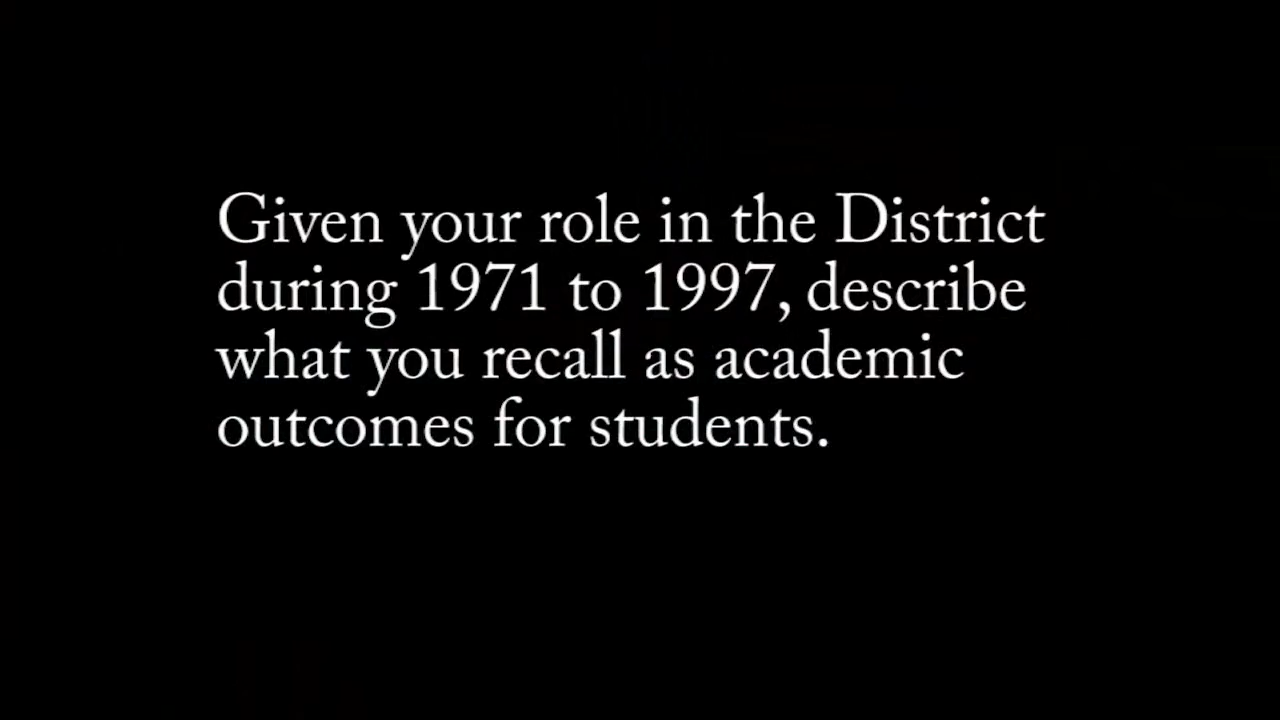 Given your role in the District
during 1971 to 1997, describe
what you recall as academic
outcomes for students.